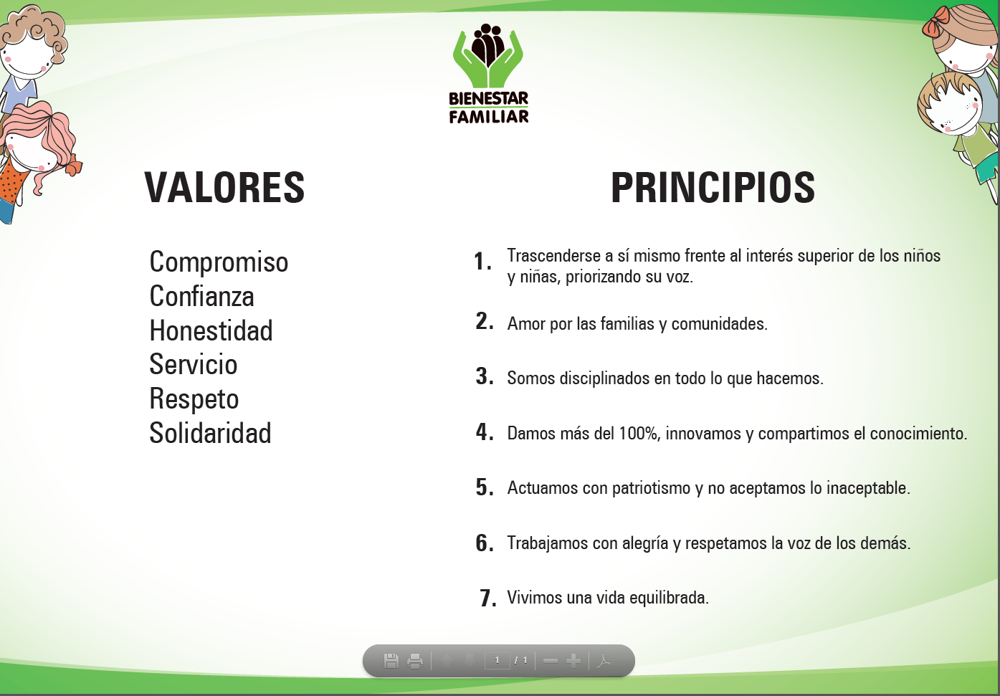 BIENESTAR
FAMILIAR
VALORES
Compromiso
Confianza
Honestidad
Servicio
Respeto
Solidaridad
PRINCIPIOS
1. Trascenderse a sí mismo frente al interés superior de los niños
y niñas, priorizando su voz.
2. Amor por las familias y comunidades.
3. Somos disciplinados en todo lo que hacemos.
4. Damos más del 100%, innovamos y compartimos el conocimiento.
5. Actuamos con patriotismo y no aceptamos lo inaceptable.
6. Trabajamos con alegría y respetamos la voz de los demás.
7. Vivimos una vida equilibrada.
1 / 1